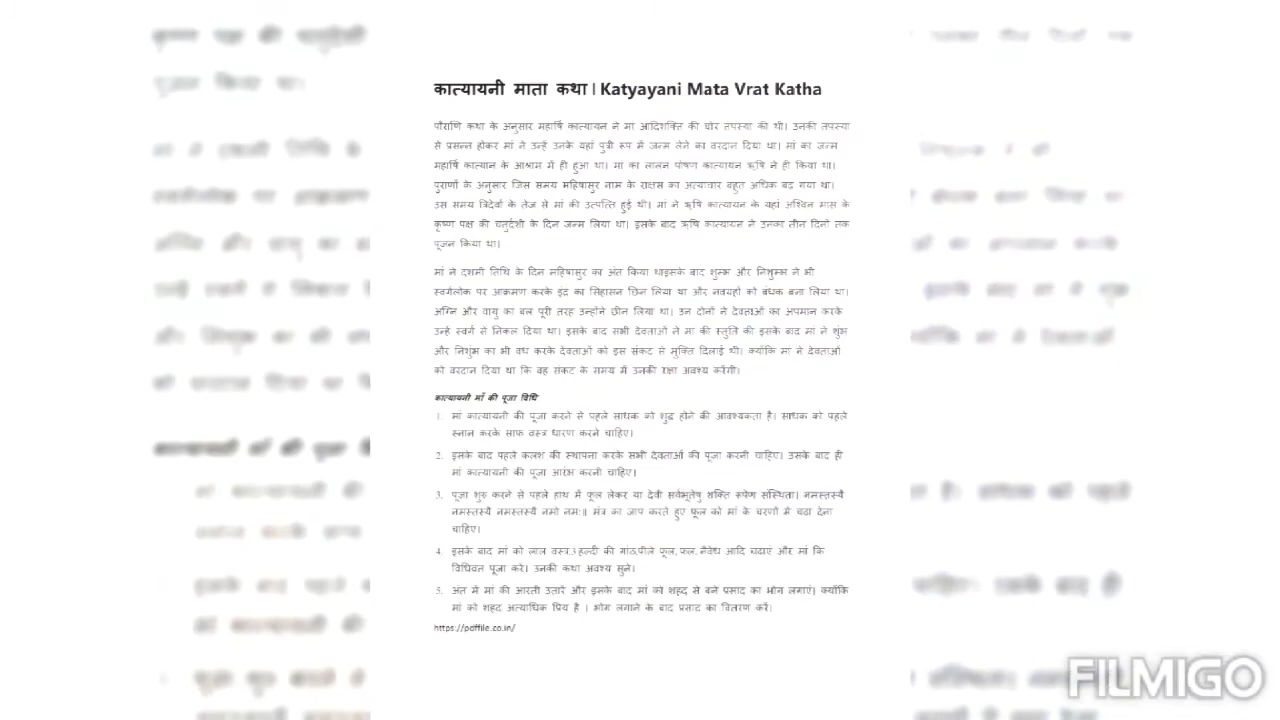 कात्यायनी माता कथा | Katyayani Mata Vrat Katha
पौराणि कथा के अनुसार महार्षि कात्यायन ने मां आदिशक्ति की घोर तपस्या की थी। उनकी तपस्या
से प्रसन्न होकर मां ने उन्हें उनके यहां पुत्री रूप में जन्म लेने का वरदान दिया था। मां का जन्म
महार्षि कात्यान के आश्रम में ही हुआ था। मां का लालन पोषण कात्यायन ऋषि ने ही किया था।
पुराणों के अनुसार जिस समय महिषासुर नाम के राक्षस का अत्याचार बहुत अधिक बढ़ गया था।
उस समय त्रिदेवों के तेज से मां की उत्पत्ति हुई थी। मां ने ऋषि कात्यायन के यहां अश्विन मास के
कृष्ण पक्ष की चतुर्दशी के दिन जन्म लिया था। इसके बाद ऋषि कात्यायन ने उनका तीन दिनों तक
पूजन किया था।
मां ने दशमी तिथि के दिन महिषासुर का अंत किया थाइसके बाद शुम्भ और निशुम्भ ने भी
स्वर्गलोक पर आक्रमण करके इंद्र का सिंहासन छिन लिया था और नवग्रहों को बंधक बना लिया था।
अग्नि और वायु का बल पूरी तरह उन्होंने छीन लिया था। उन दोनों ने देवताओं का अपमान करके
उन्हें स्वर्ग से निकल दिया था। इसके बाद सभी देवताओं ने मां की स्तुति की इसके बाद मां ने शुंभ
और निशुंभ का भी वध करके देवताओं को इस संकट से मुक्ति दिलाई थी। क्योंकि मां ने देवताओं
को वरदान दिया था कि वह संकट के समय में उनकी रक्षा अवश्य करेंगी।
कात्यायनी माँ की पूजा विधि
1. मां कात्यायनी की पूजा करने से पहले साधक को शुद्ध होने की आवश्यकता है। साधक को पहले
स्नान करके साफ वस्त्र धारण करने चाहिए।
2. इसके बाद पहले कलश की स्थापना करके सभी देवताओं की पूजा करनी चाहिए। उसके बाद ही
मां कात्यायनी की पूजा आरंभ करनी चाहिए।
3. पूजा शुरु करने से पहले हाथ में फूल लेकर या देवी सर्वभूतेषु शक्ति रूपेण संस्थिता। नमस्तस्यै
नमस्तस्यै नमस्तस्यै नमो नमः॥ मंत्र का जाप करते हुए फूल को मां के चरणों में चढ़ा देना
चाहिए।
4. इसके बाद मां को लाल वस्त्र,3 हल्दी की गांठ,पीले फूल, फल, नैवेध आदि चढाएं और मां कि
विधिवत पूजा करें। उनकी कथा अवश्य सुने।
5. अंत में मां की आरती उतारें और इसके बाद मां को शहद से बने प्रसाद का भोग लगाएं। क्योंकि
मां को शहद अत्याधिक प्रिय है । भोग लगाने के बाद प्रसाद का वितरण करें।
https://pdffile.co.in/
FILMIGO